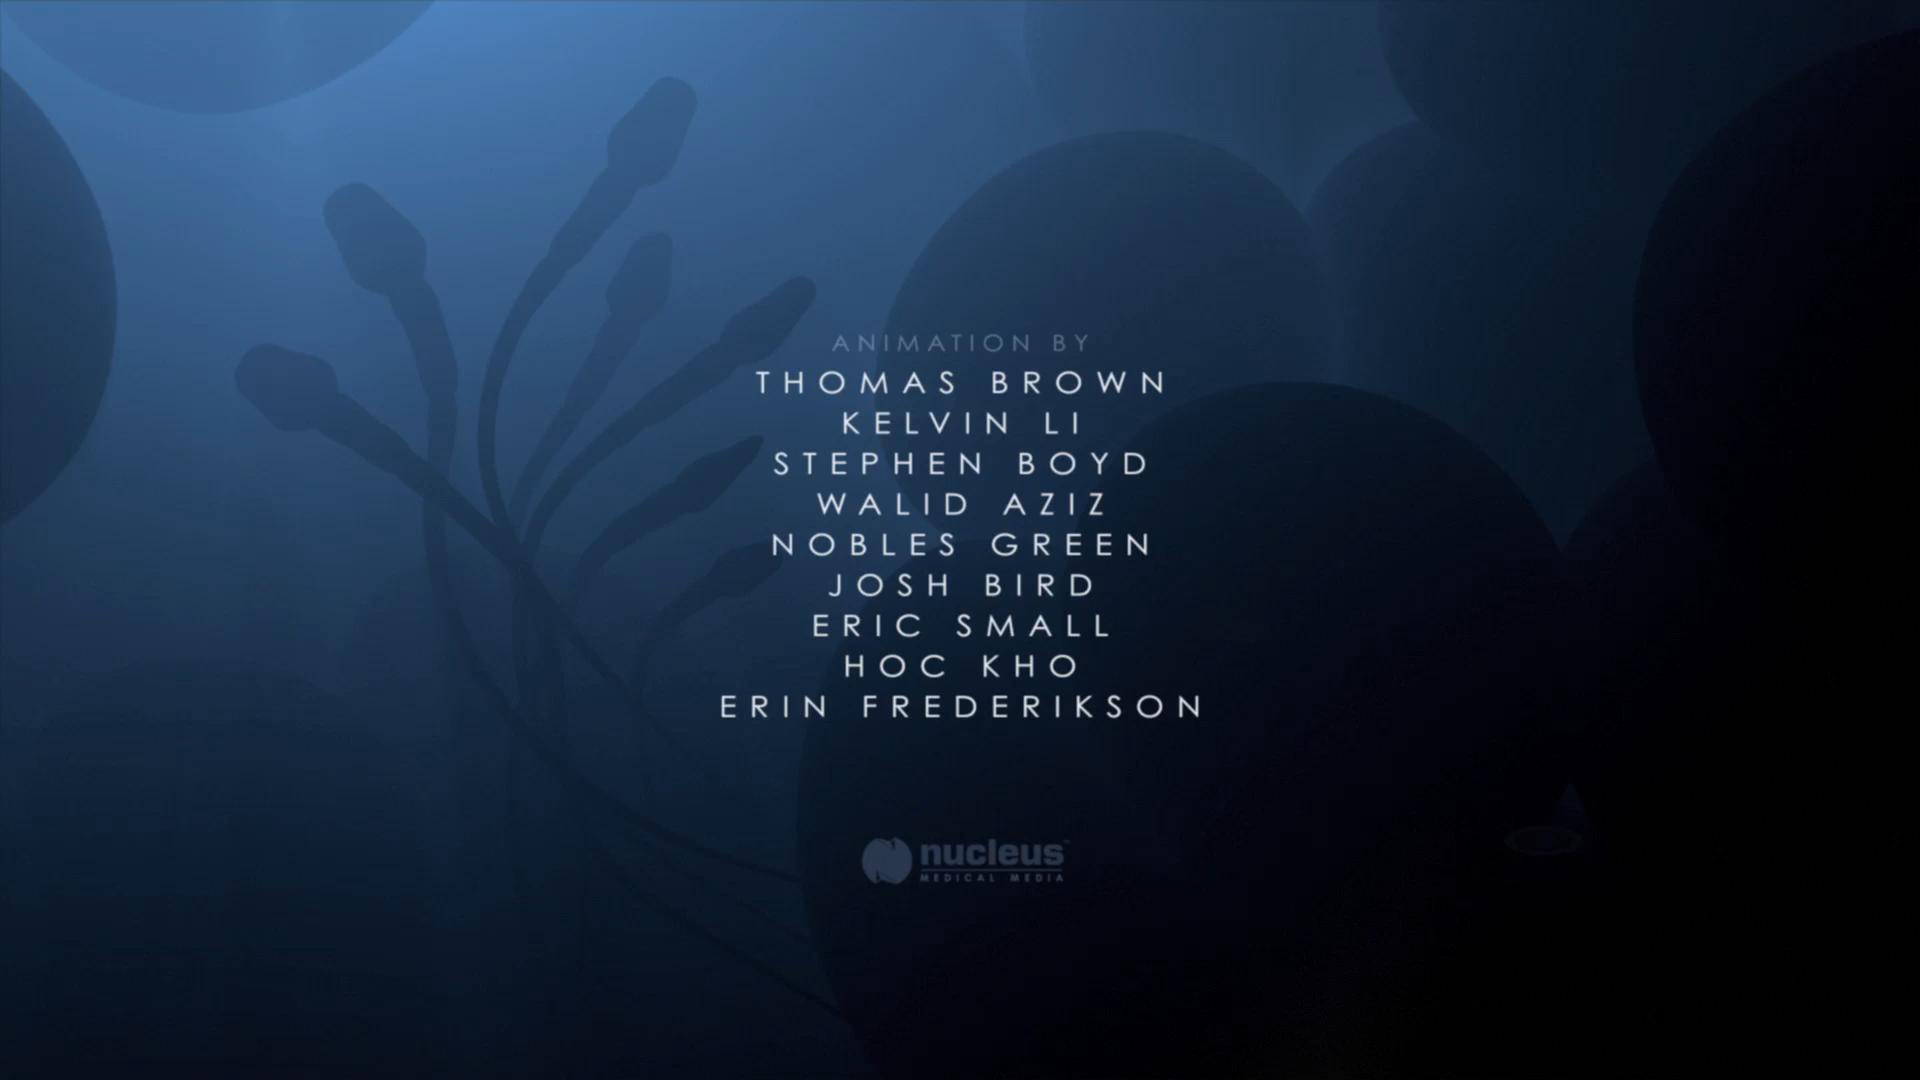 ANIMATION BY
THOMAS BROWN
KELVIN LI
STEPHEN BOYD
WALID AZIZ
NOBLES GREEN
JOSH BIRD
ERIC SMALL
HOC KHO
ERIN FREDERIKSON
nucleus™
MEDICAL MEDIA